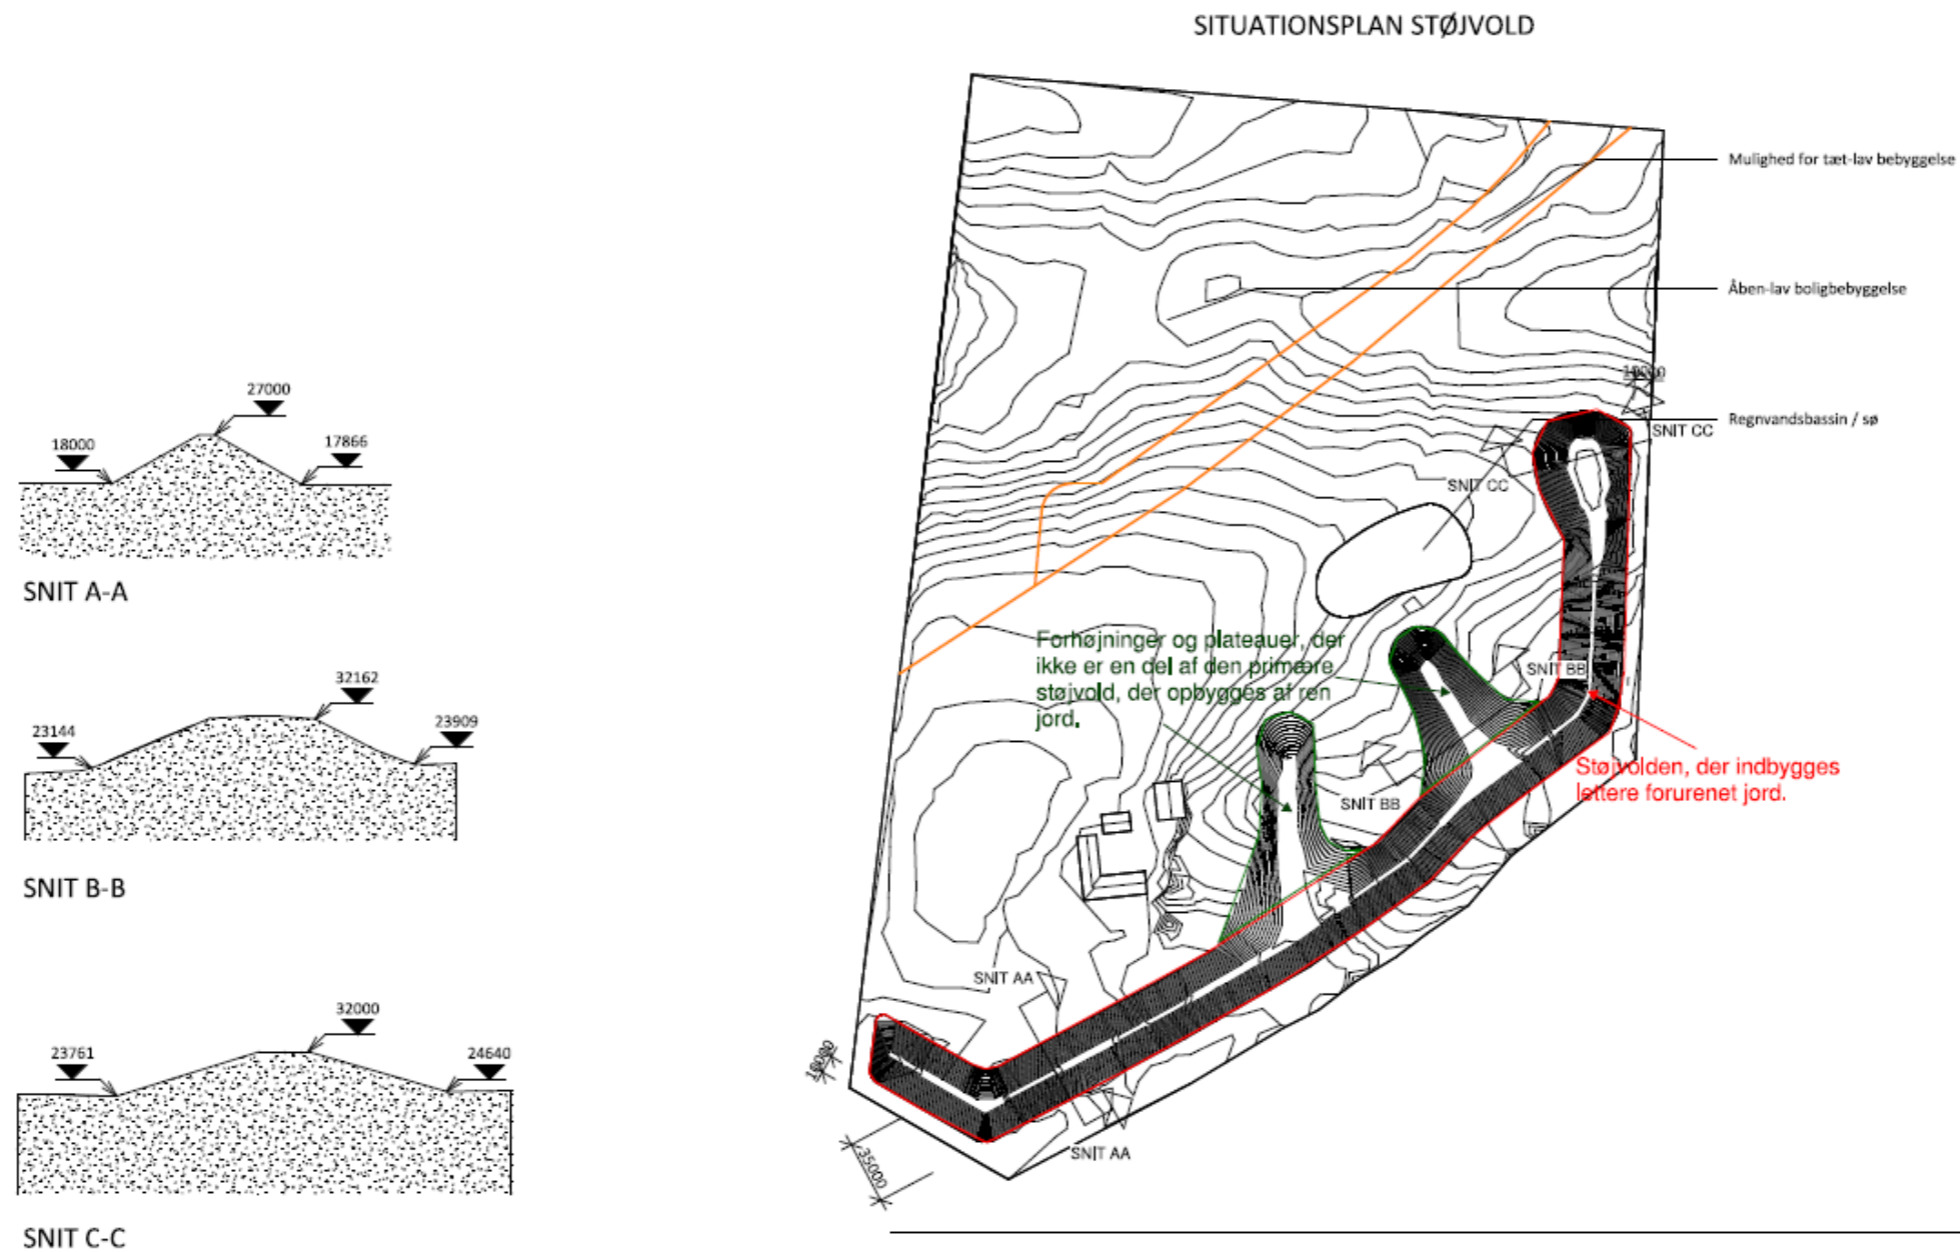 SITUATIONSPLAN STØJVOLD
27000
18000
17866
SNIT A-A
32162
23144
23909
SNIT B-B
32000
23761
24640
SNIT C-C
Mulighed for tæt-lav bebyggelse
Åben-lav boligbebyggelse
Regnvandsbassin / sø
SNIT CC
SNIT CC
Forhøjninger og plateauer, der
ikke er en del af den primære
støjvold, der opbygges af ren
jord.
SNIT BB
SNIT BB
Støjvolden, der indbygges
lettere forurenet jord.
SNIT AA
SNIT AA
35000